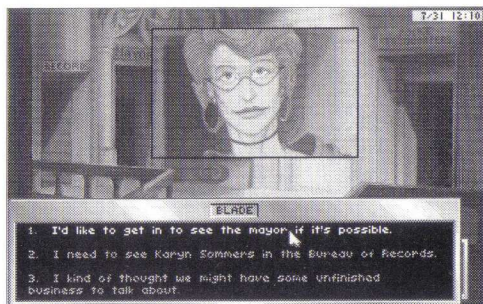 7/31 12:10
RECORDS
MAYOR
BLADE
1. I'd like to get in to see the mayor if it's possible.
2. I need to see Karyn Sommers in the Bureau of Records.
3. I kind of thought we might have some unfinished
business to talk about.